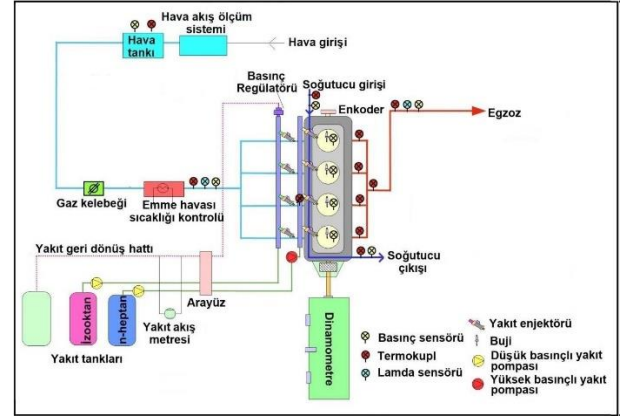 Hava akış ölçüm
sistemi
Hava
tankı
Hava girişi
Basınç
Regülatörü
Soğutucu girişi
Enkoder
Egzoz
Gaz kelebeği
Emme havası
sıcaklığı kontrolü
Yakıt geri dönüş hattı
Soğutucu
çıkışı
Arayüz
İzooktan
n-heptan
Yakıt akış
metresi
Yakıt tankları
Dinamometre
Basınç sensörü
Termokupl
Lamda sensörü
Yakıt enjektörü
Buji
Düşük basınçlı yakıt
pompası
Yüksek basınçlı yakıt
pompası